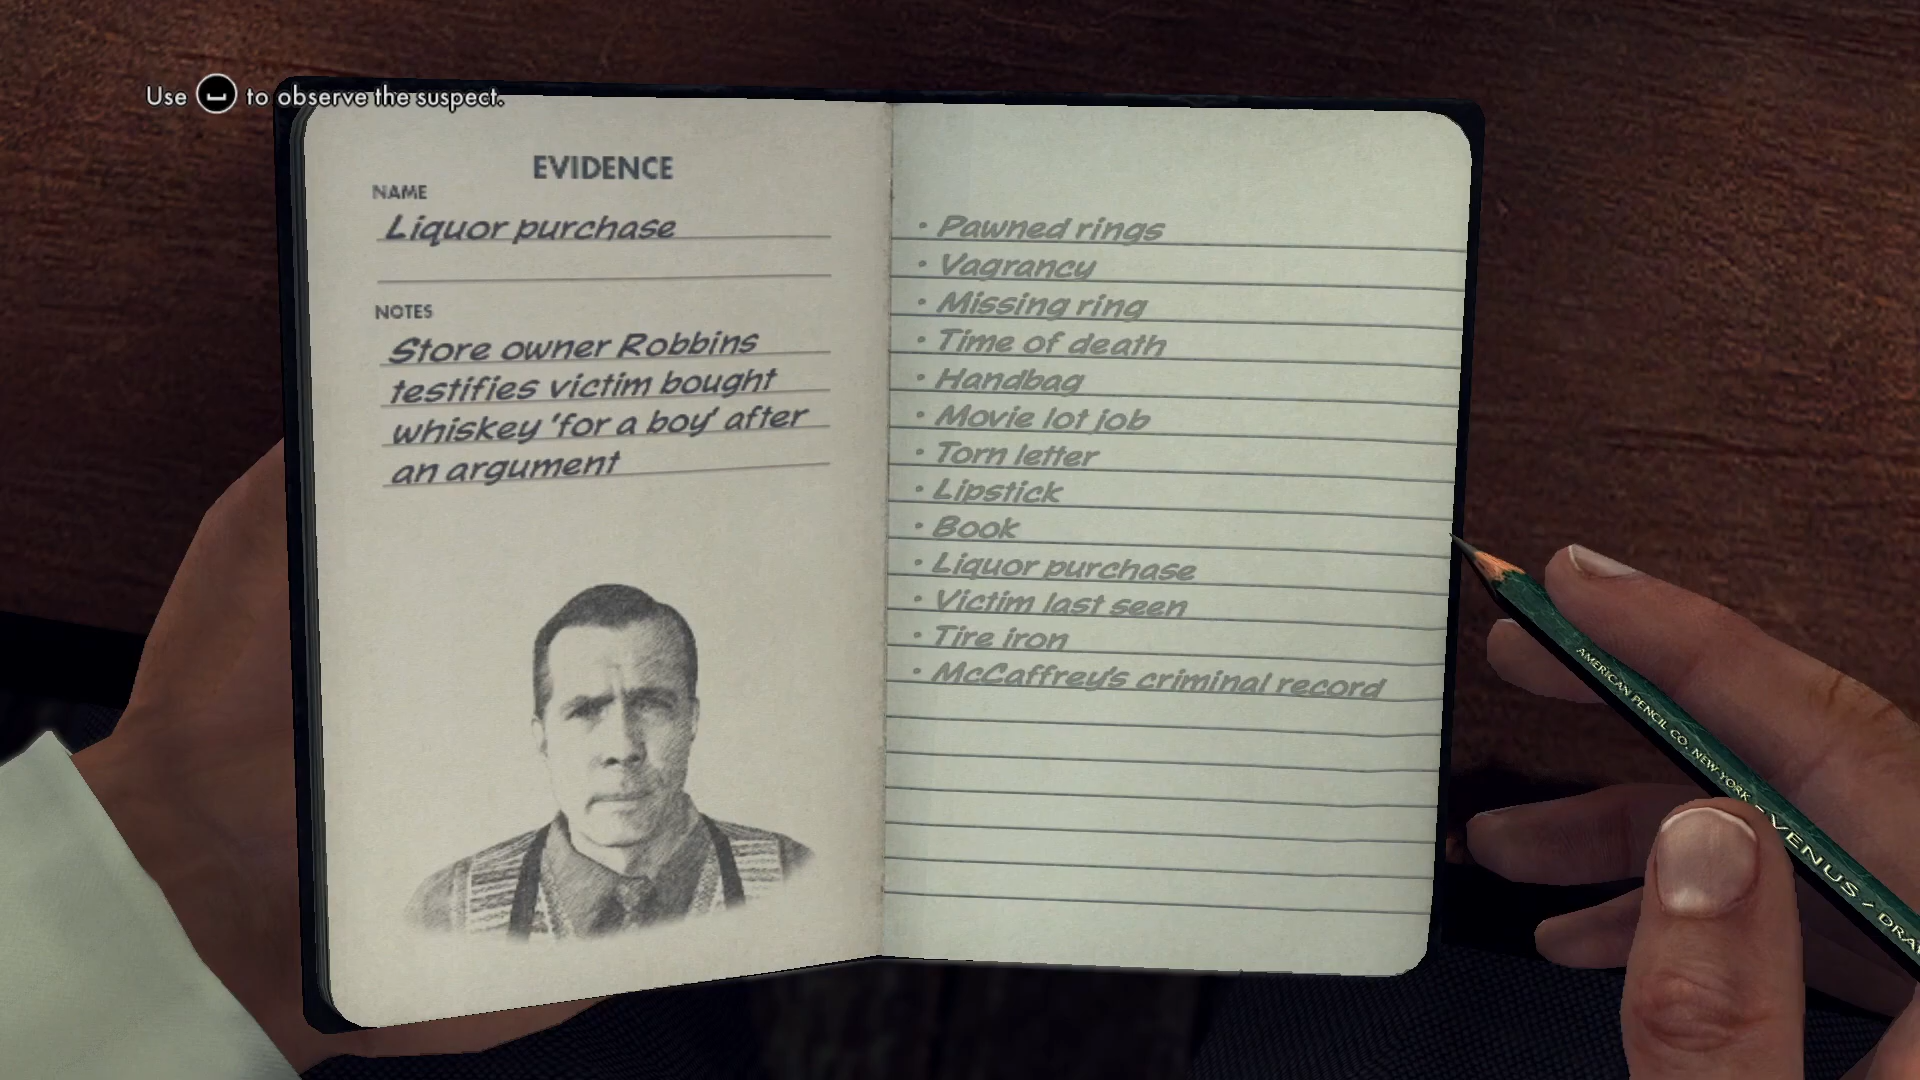 Use to observe the suspect.
EVIDENCE
NAME
Liquor purchase
NOTES
Store owner Robbins
testifies victim bought
whiskey 'for a boy' after
an argument
• Pawned rings
• Vagrancy
• Missing ring
• Time of death
• Handbag
• Movie lot job
• Torn letter
• Lipstick
• Book
• Liquor purchase
• Victim last seen
• Tire iron
• McCaffrey's criminal record
AMERICAN PENCIL CO. NEW YORK = VENUS / DRA